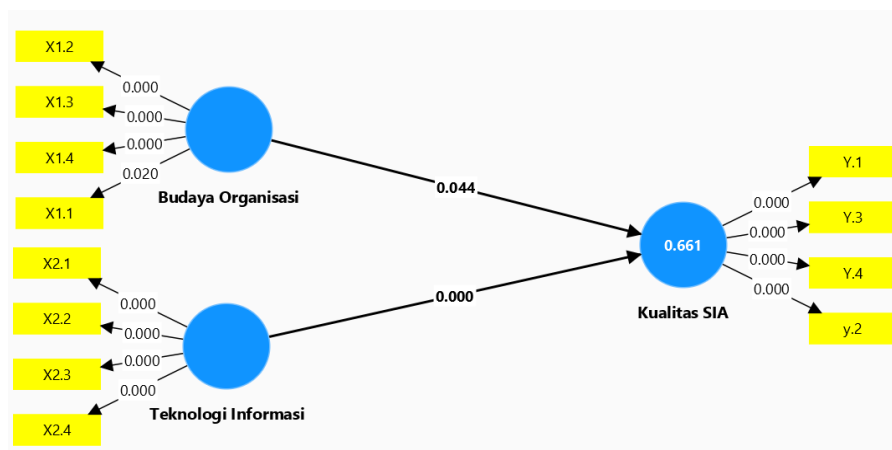 X1.2
0.000
X1.3
0.000
X1.4
0.000
0.020
X1.1
Budaya Organisasi
0.044
X2.1
0.000
X2.2
0.000
X2.3
0.000
0.000
X2.4
Teknologi Informasi
0.000
0.661
Kualitas SIA
Y.1
0.000
Y.3
0.000
Y.4
0.000
0.000
y.2